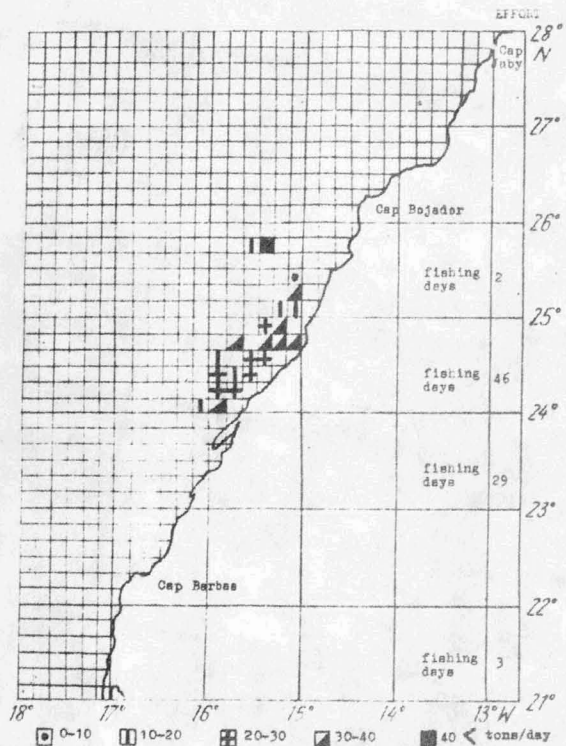 EFFORT
28°
Cap
N
27°
Cap Bojador
26°
fishing 2
days
25°
fishing 46
days
24°
fishing 29
days
23°
Cap Barbas
22°
fishing 3
days
21°
18° 17° 16° 15° 14° 13° W
0-10 10-20 20-30 30-40 40 < tons/day